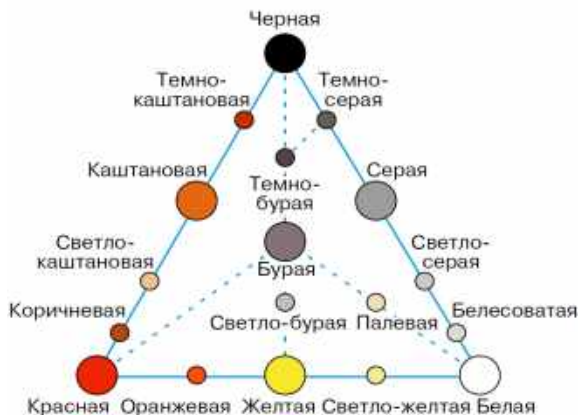 Черная
Темно-
каштановая
Темно-
серая
Каштановая
Серая
Темно-
бурая
Светло-
каштановая
Бурая
Светло-
серая
Коричневая
Светло-бурая
Палевая
Белесоватая
Красная
Оранжевая
Желтая
Светло-желтая
Белая